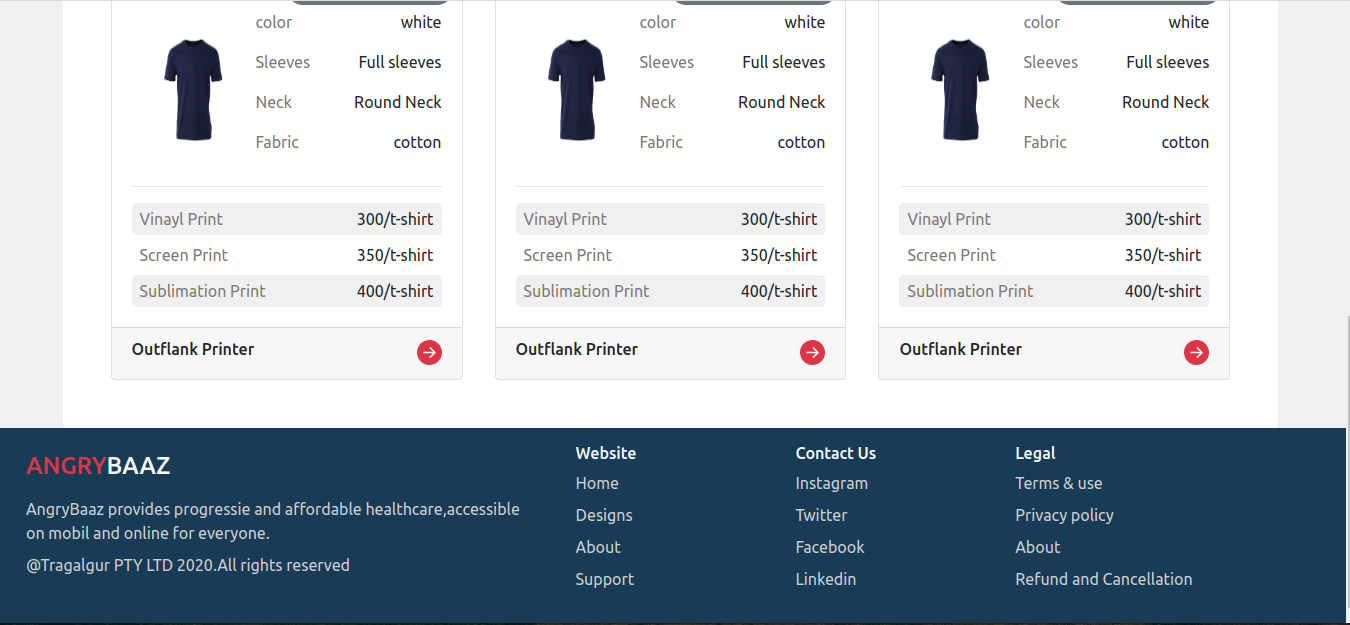 color white
Sleeves Full sleeves
Neck Round Neck
Fabric cotton
Vinayl Print 300/t-shirt
Screen Print 350/t-shirt
Sublimation Print 400/t-shirt
Outflank Printer
color white
Sleeves Full sleeves
Neck Round Neck
Fabric cotton
Vinayl Print 300/t-shirt
Screen Print 350/t-shirt
Sublimation Print 400/t-shirt
Outflank Printer
color white
Sleeves Full sleeves
Neck Round Neck
Fabric cotton
Vinayl Print 300/t-shirt
Screen Print 350/t-shirt
Sublimation Print 400/t-shirt
Outflank Printer
ANGRYBAAZ
AngryBaaz provides progressie and affordable healthcare,accessible
on mobil and online for everyone.
@Tragalgur PTY LTD 2020.All rights reserved
Website
Home
Designs
About
Support
Contact Us
Instagram
Twitter
Facebook
Linkedin
Legal
Terms & use
Privacy policy
About
Refund and Cancellation